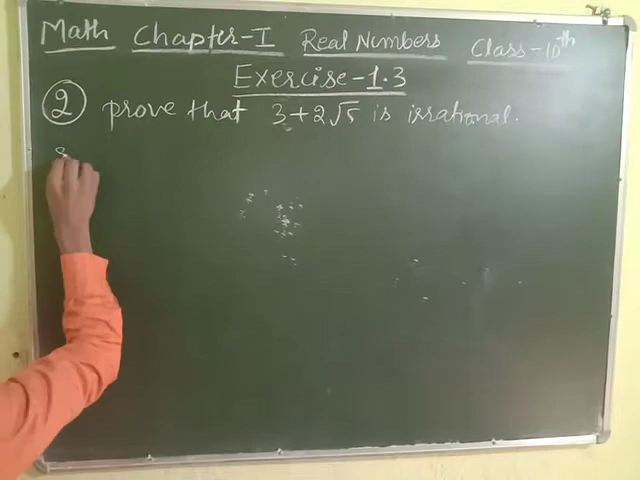 Math Chapter-I Real Numbers Class-10th
Exercise-1.3
② prove that 3+2√5 is irrational.
S